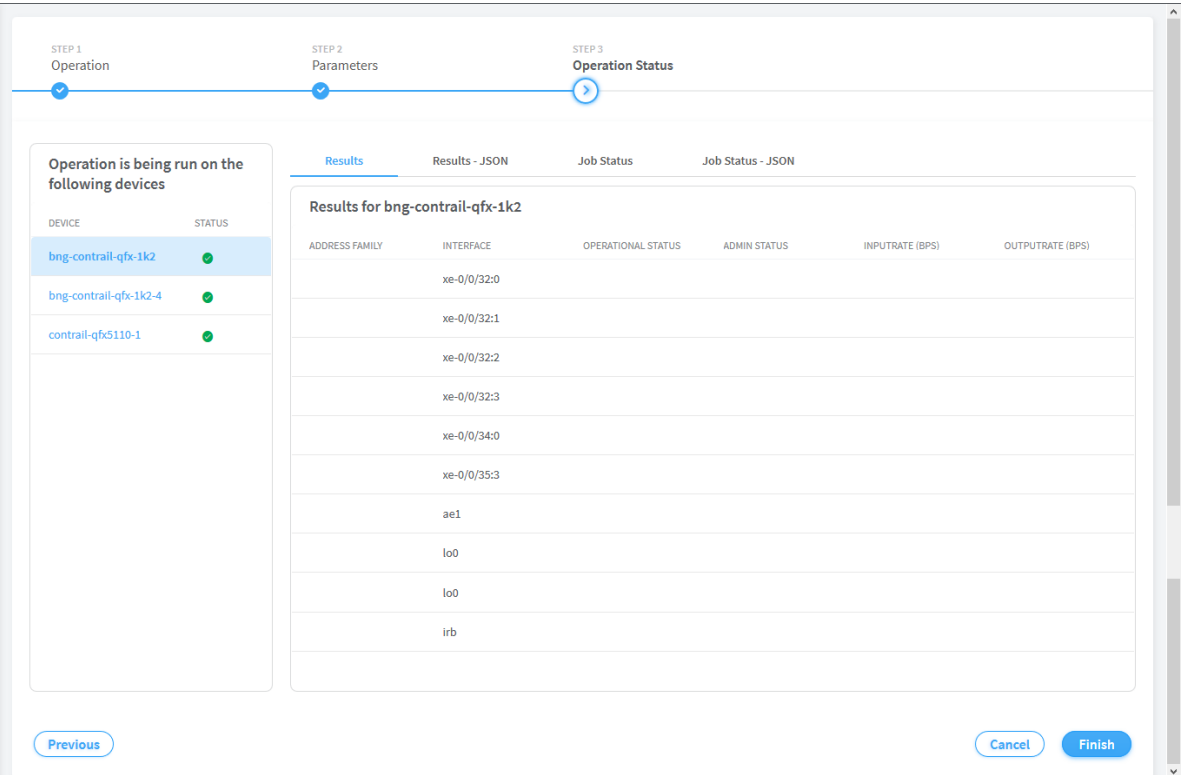 STEP 1
Operation
STEP 2
Parameters
STEP 3
Operation Status
Operation is being run on the
following devices
DEVICE STATUS
bng-contrail-qfx-1k2
bng-contrail-qfx-1k2-4
contrail-qfx5110-1
Results Results - JSON Job Status Job Status - JSON
Results for bng-contrail-qfx-1k2
ADDRESS FAMILY INTERFACE OPERATIONAL STATUS ADMIN STATUS INPUTRATE (BPS) OUTPUTRATE (BPS)
xe-0/0/32:0
xe-0/0/32:1
xe-0/0/32:2
xe-0/0/32:3
xe-0/0/34:0
xe-0/0/35:3
ae1
lo0
lo0
irb
Previous Cancel Finish